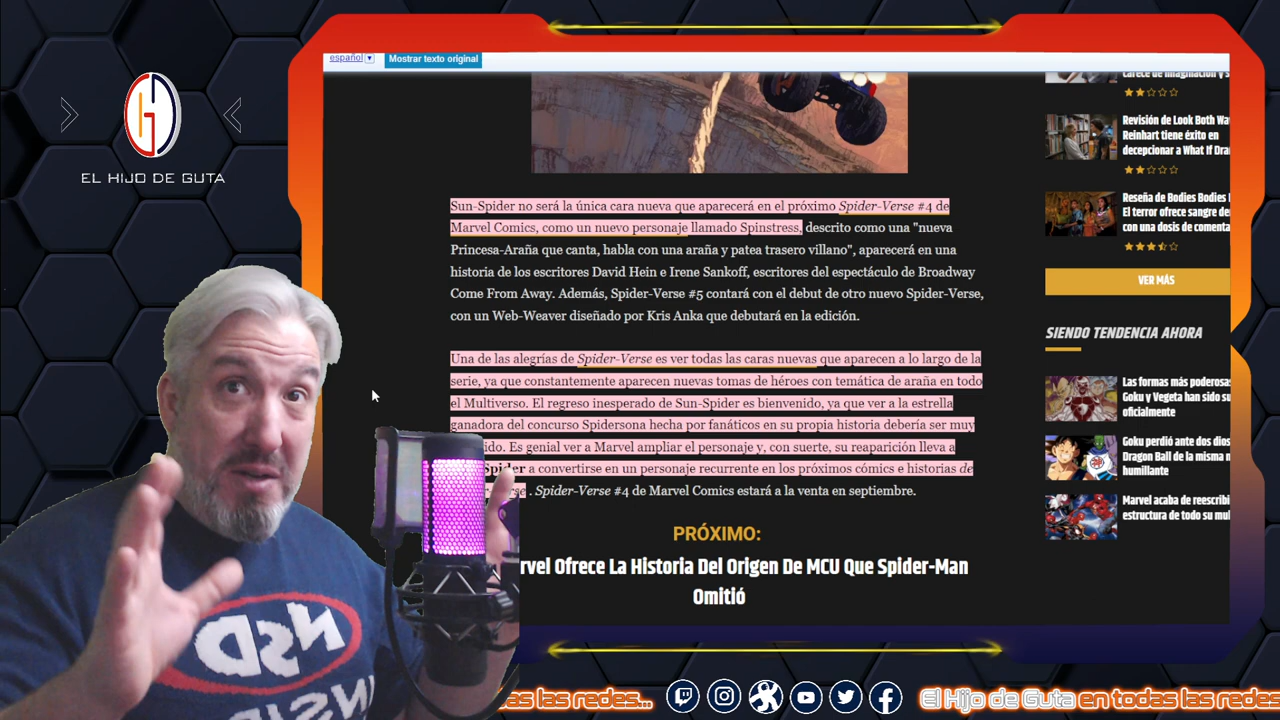 español
Mostrar texto original
EL HIJO DE GUTA
Sun-Spider no será la única cara nueva que aparecerá en el próximo Spider-Verse #4 de
Marvel Comics, como un nuevo personaje llamado Spinstress, descrito como una "nueva
Princesa-Araña que canta, habla con una araña y patea trasero villano", aparecerá en una
historia de los escritores David Hein e Irene Sankoff, escritores del espectáculo de Broadway
Come From Away. Además, Spider-Verse #5 contará con el debut de otro nuevo Spider-Verse,
con un Web-Weaver diseñado por Kris Anka que debutará en la edición.
Una de las alegrías de Spider-Verse es ver todas las caras nuevas que aparecen a lo largo de la
serie, ya que constantemente aparecen nuevas tomas de héroes con temática de araña en todo
el Multiverso. El regreso inesperado de Sun-Spider es bienvenido, ya que ver a la estrella
ganadora del concurso Spidersona hecha por fanáticos en su propia historia debería ser muy
ido. Es genial ver a Marvel ampliar el personaje y, con suerte, su reaparición lleva a
Spider a convertirse en un personaje recurrente en los próximos cómics e historias de
. Spider-Verse #4 de Marvel Comics estará a la venta en septiembre.
PRÓXIMO:
rvel Ofrece La Historia Del Origen De MCU Que Spider-Man
Omitió
carece de imaginación y s
Revisión de Look Both Wa
Reinhart tiene éxito en
decepcionar a What If Dra
Reseña de Bodies Bodies
El terror ofrece sangre de
con una dosis de comenta
VER MÁS
SIENDO TENDENCIA AHORA
Las formas más poderosas
Goku y Vegeta han sido su
oficialmente
Goku perdió ante dos dios
Dragon Ball de la misma m
humillante
Marvel acaba de reescribi
estructura de todo su mul
NSD
as las redes...
El Hijo de Guta en todas las redes